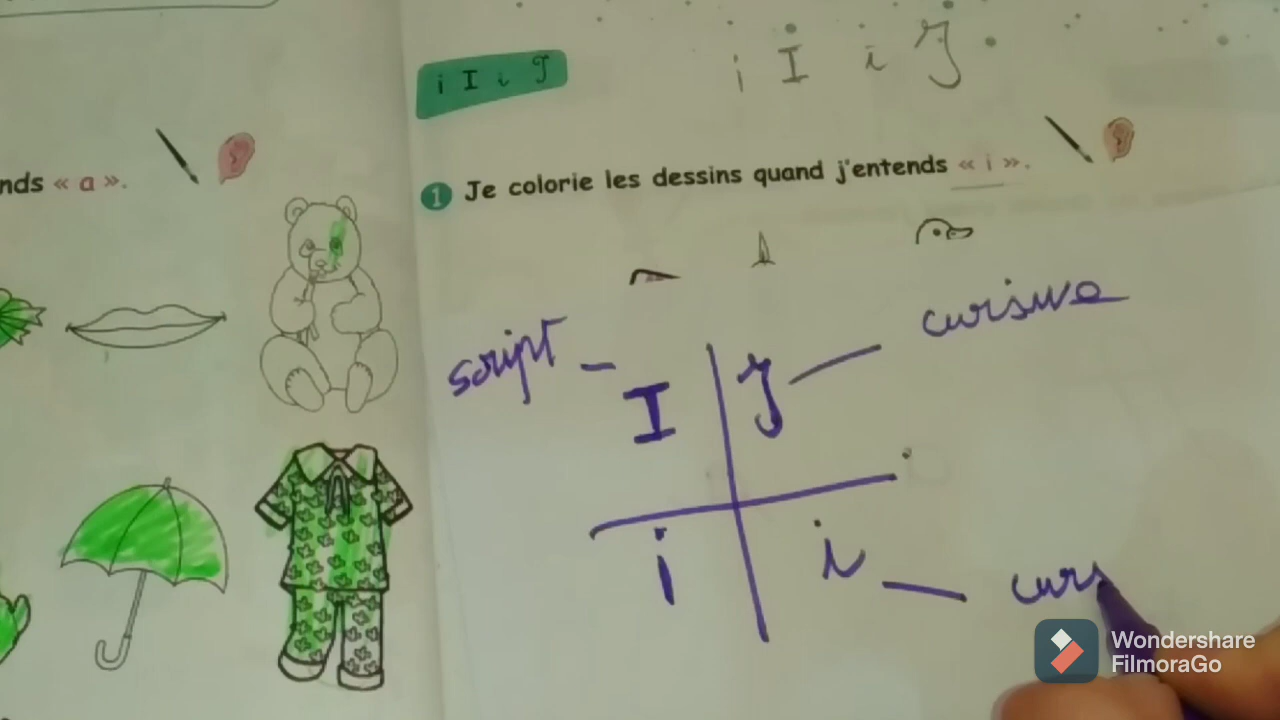 i I i I
i I i I
nds « a ».
1 Je colorie les dessins quand j'entends « i ».
script
cursive
I I
i i
curs
Wondershare
FilmoraGo